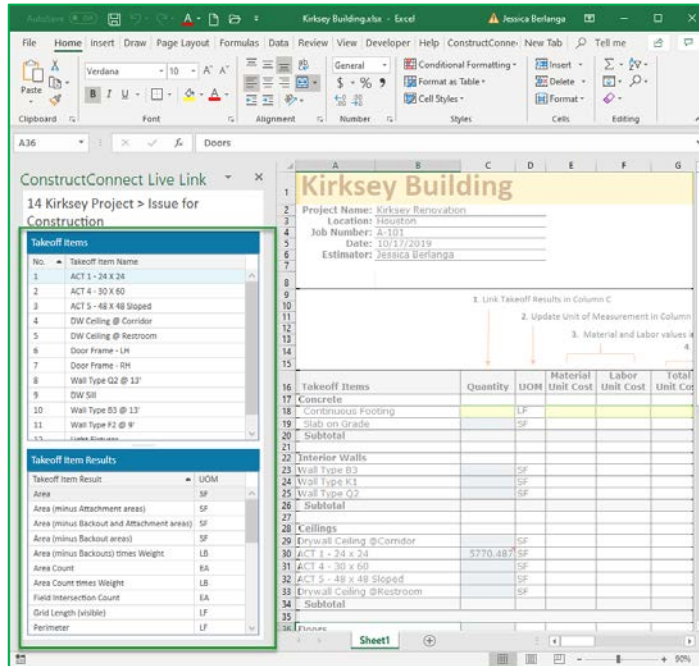 AutoSave
Kirksey Building.xlsx - Excel
Jessica Berlanga
File Home Insert Draw Page Layout Formulas Data Review View Developer Help ConstructConne New Tab Tell me
Paste
Verdana 10
B I U
General
$ - % 9
Conditional Formatting
Format as Table
Cell Styles
Insert
Delete
Format
Clipboard Font Alignment Number Styles Cells Editing
A36 fx Doors
ConstructConnect Live Link
14 Kirksey Project > Issue for
Construction
Takeoff Items
No. Takeoff Item Name
1 ACT 1 - 24 X 24
2 ACT 4 - 30 X 60
3 ACT 5 - 48 X 48 Sloped
4 DW Ceiling @ Corridor
5 DW Ceiling @ Restroom
6 Door Frame - LH
7 Door Frame - RH
8 Wall Type Q2 @ 13'
9 DW Sill
10 Wall Type B3 @ 13'
11 Wall Type F2 @ 9'
12 Light Fixtures
Takeoff Item Results
Takeoff Item Result UOM
Area SF
Area (minus Attachment areas) SF
Area (minus Backout and Attachment areas) SF
Area (minus Backout areas) SF
Area (minus Backouts) times Weight LB
Area Count EA
Area Count times Weight LB
Field Intersection Count EA
Grid Length (visible) LF
Perimeter LF
A B C D E F G
1 Kirksey Building
2 Project Name: Kirksey Renovation
3 Location: Houston
4 Job Number: A-101
5 Date: 10/17/2019
6 Estimator: Jessica Berlanga
7
8
9
10 1. Link Takeoff Results in Column C
11 2. Update Unit of Measurement in Column
12
13 3. Material and Labor values i
14 4.
15
Material Labor Total
16 Takeoff Items Quantity UOM Unit Cost Unit Cost Unit Co
17 Concrete
18 Continuous Footing LF
19 Slab on Grade SF
20 Subtotal
21
22 Interior Walls
23 Wall Type B3 SF
24 Wall Type K1 SF
25 Wall Type Q2 SF
26 Subtotal
27
28 Ceilings
29 Drywall Ceiling @Corridor SF
30 ACT 1 - 24 x 24 5770.487 SF
31 ACT 4 - 30 x 60 SF
32 ACT 5 - 48 x 48 Sloped SF
33 Drywall Ceiling @Restroom SF
34 Subtotal
35
36 Doors
Sheet1
90%